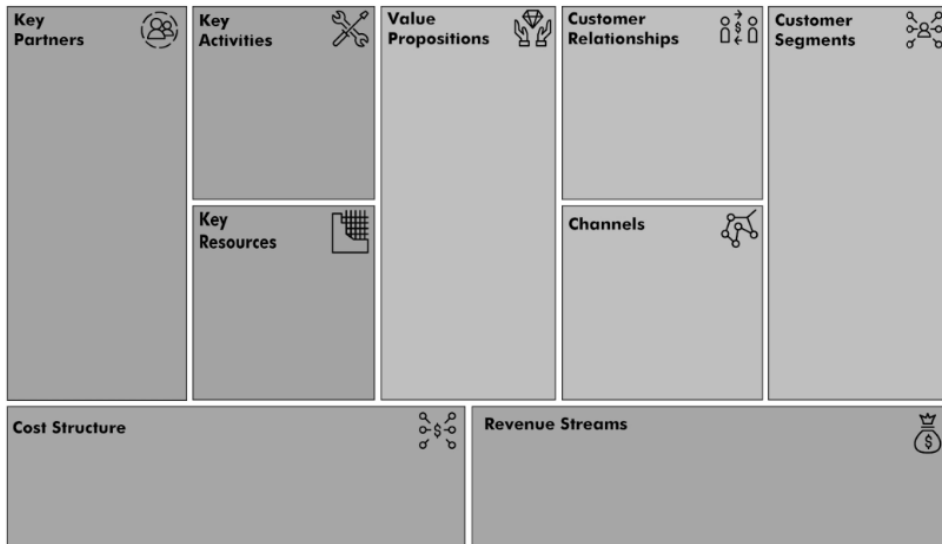 Key
Partners
Key
Activities
Value
Propositions
Customer
Relationships
Customer
Segments
Key
Resources
Channels
Cost Structure
Revenue Streams
$
$
$